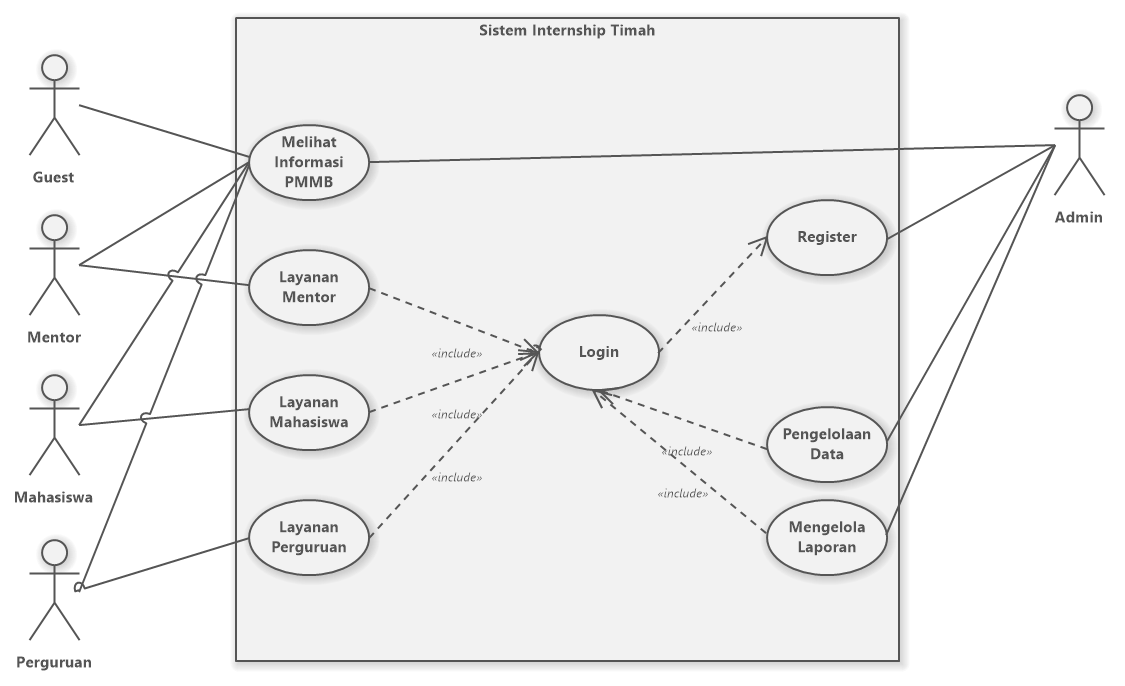 Sistem Internship Timah
Guest
Melihat
Informasi
PMMB
Admin
Register
Mentor
Layanan
Mentor
«include»
Login
«include»
Layanan
Mahasiswa
«include»
Mahasiswa
Pengelolaan
Data
«include»
«include»
«include»
Layanan
Perguruan
Mengelola
Laporan
Perguruan